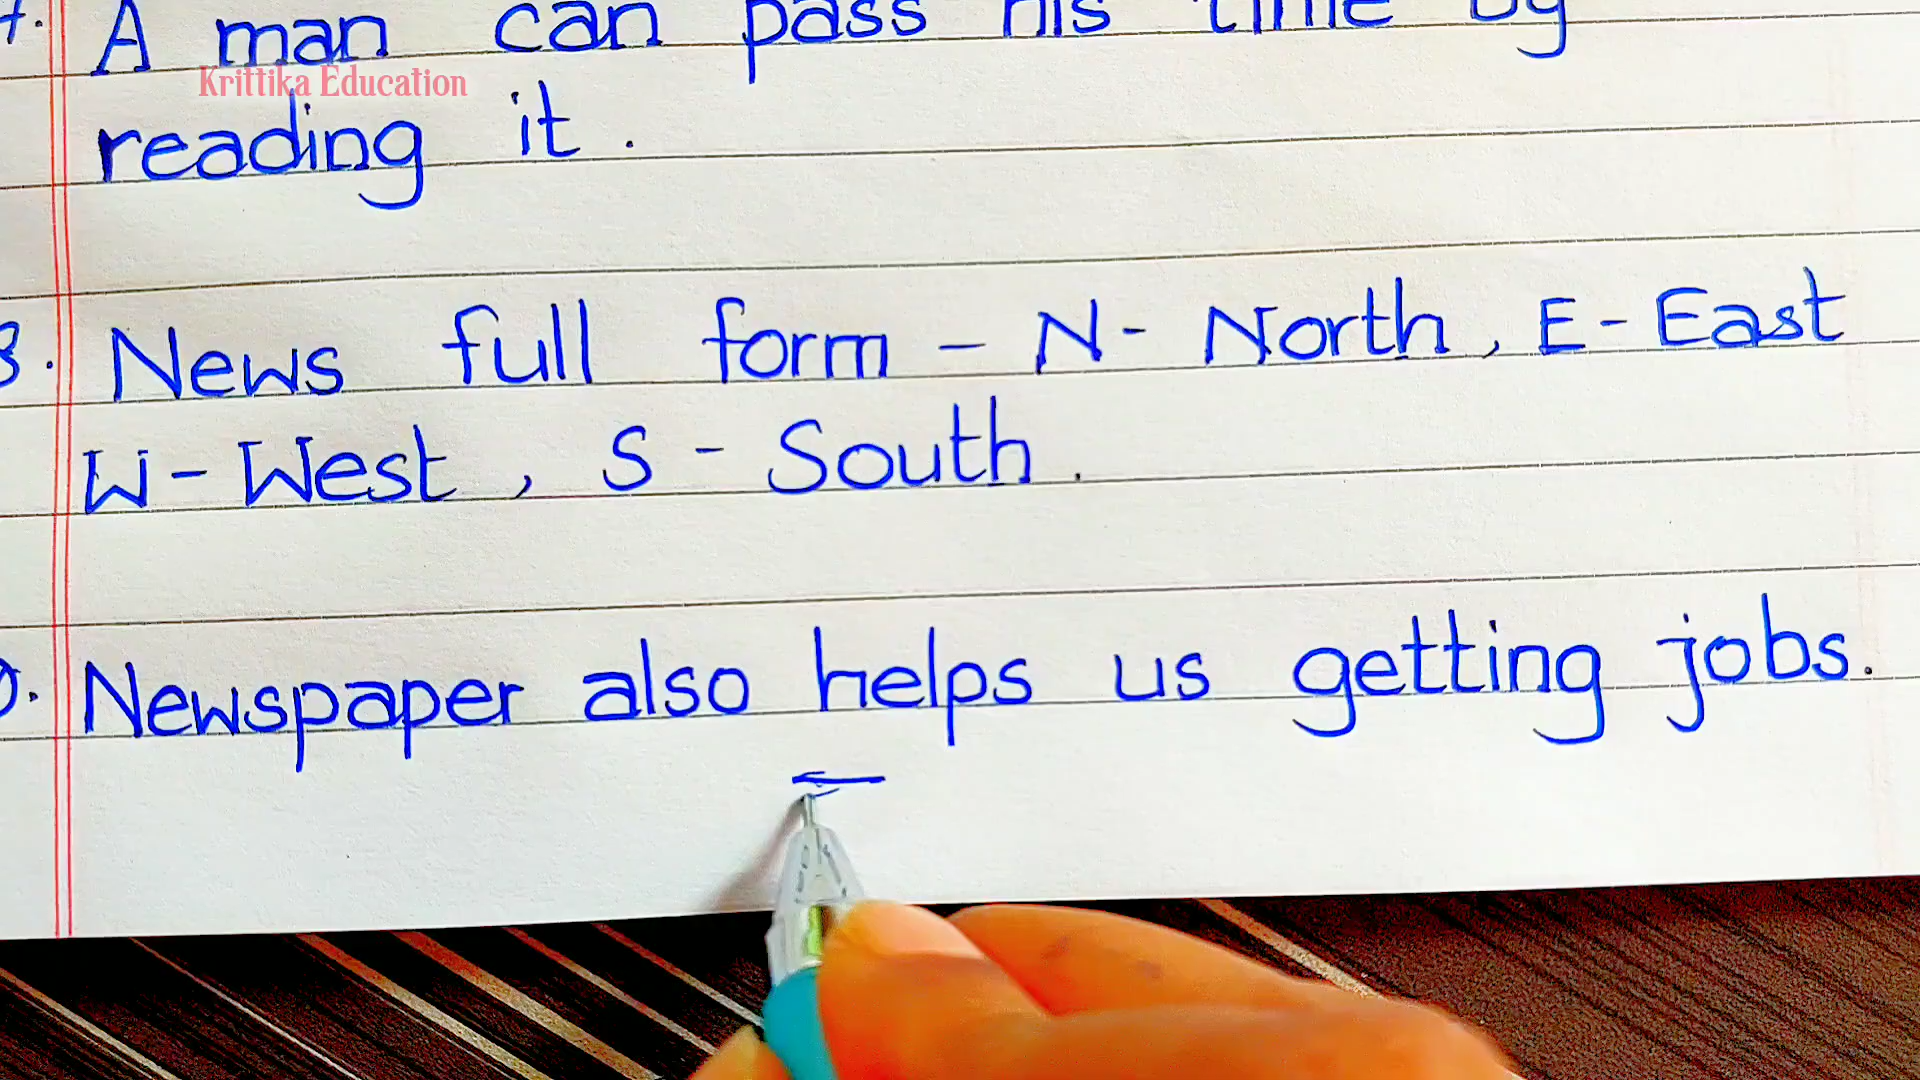 A man can pass his time by
Krittika Education
reading it.
8. News full form - N- North, E- East
W- West, S - South.
Newspaper also helps us getting jobs.